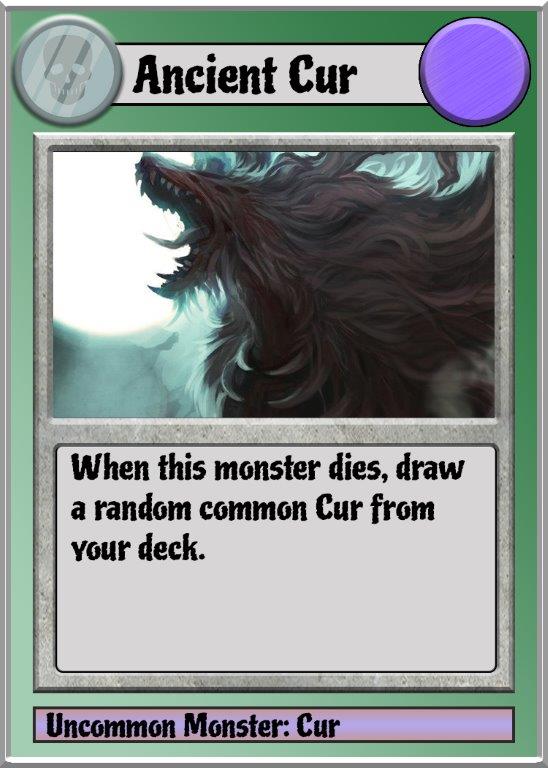 Ancient Cur
When this monster dies, draw
a random common Cur from
your deck.
Uncommon Monster: Cur